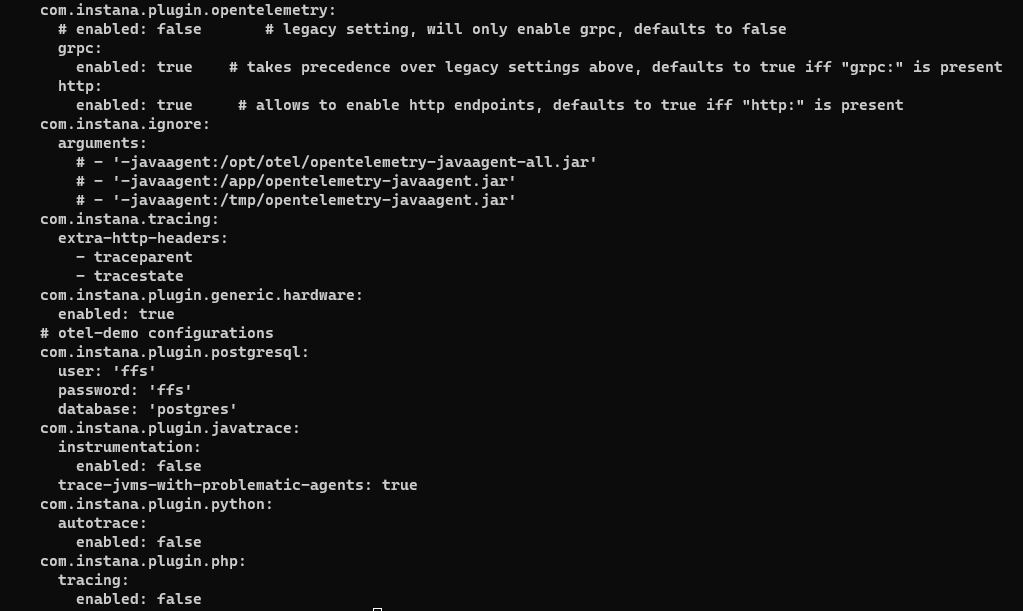 com.instana.plugin.opentelemetry:
  # enabled: false       # legacy setting, will only enable grpc, defaults to false
  grpc:
    enabled: true    # takes precedence over legacy settings above, defaults to true iff "grpc:" is present
  http:
    enabled: true     # allows to enable http endpoints, defaults to true iff "http:" is present
com.instana.ignore:
  arguments:
    # - '-javaagent:/opt/otel/opentelemetry-javaagent-all.jar'
    # - '-javaagent:/app/opentelemetry-javaagent.jar'
    # - '-javaagent:/tmp/opentelemetry-javaagent.jar'
com.instana.tracing:
  extra-http-headers:
    - traceparent
    - tracestate
com.instana.plugin.generic.hardware:
  enabled: true
# otel-demo configurations
com.instana.plugin.postgresql:
  user: 'ffs'
  password: 'ffs'
  database: 'postgres'
com.instana.plugin.javatrace:
  instrumentation:
    enabled: false
  trace-jvms-with-problematic-agents: true
com.instana.plugin.python:
  autotrace:
    enabled: false
com.instana.plugin.php:
  tracing:
    enabled: false